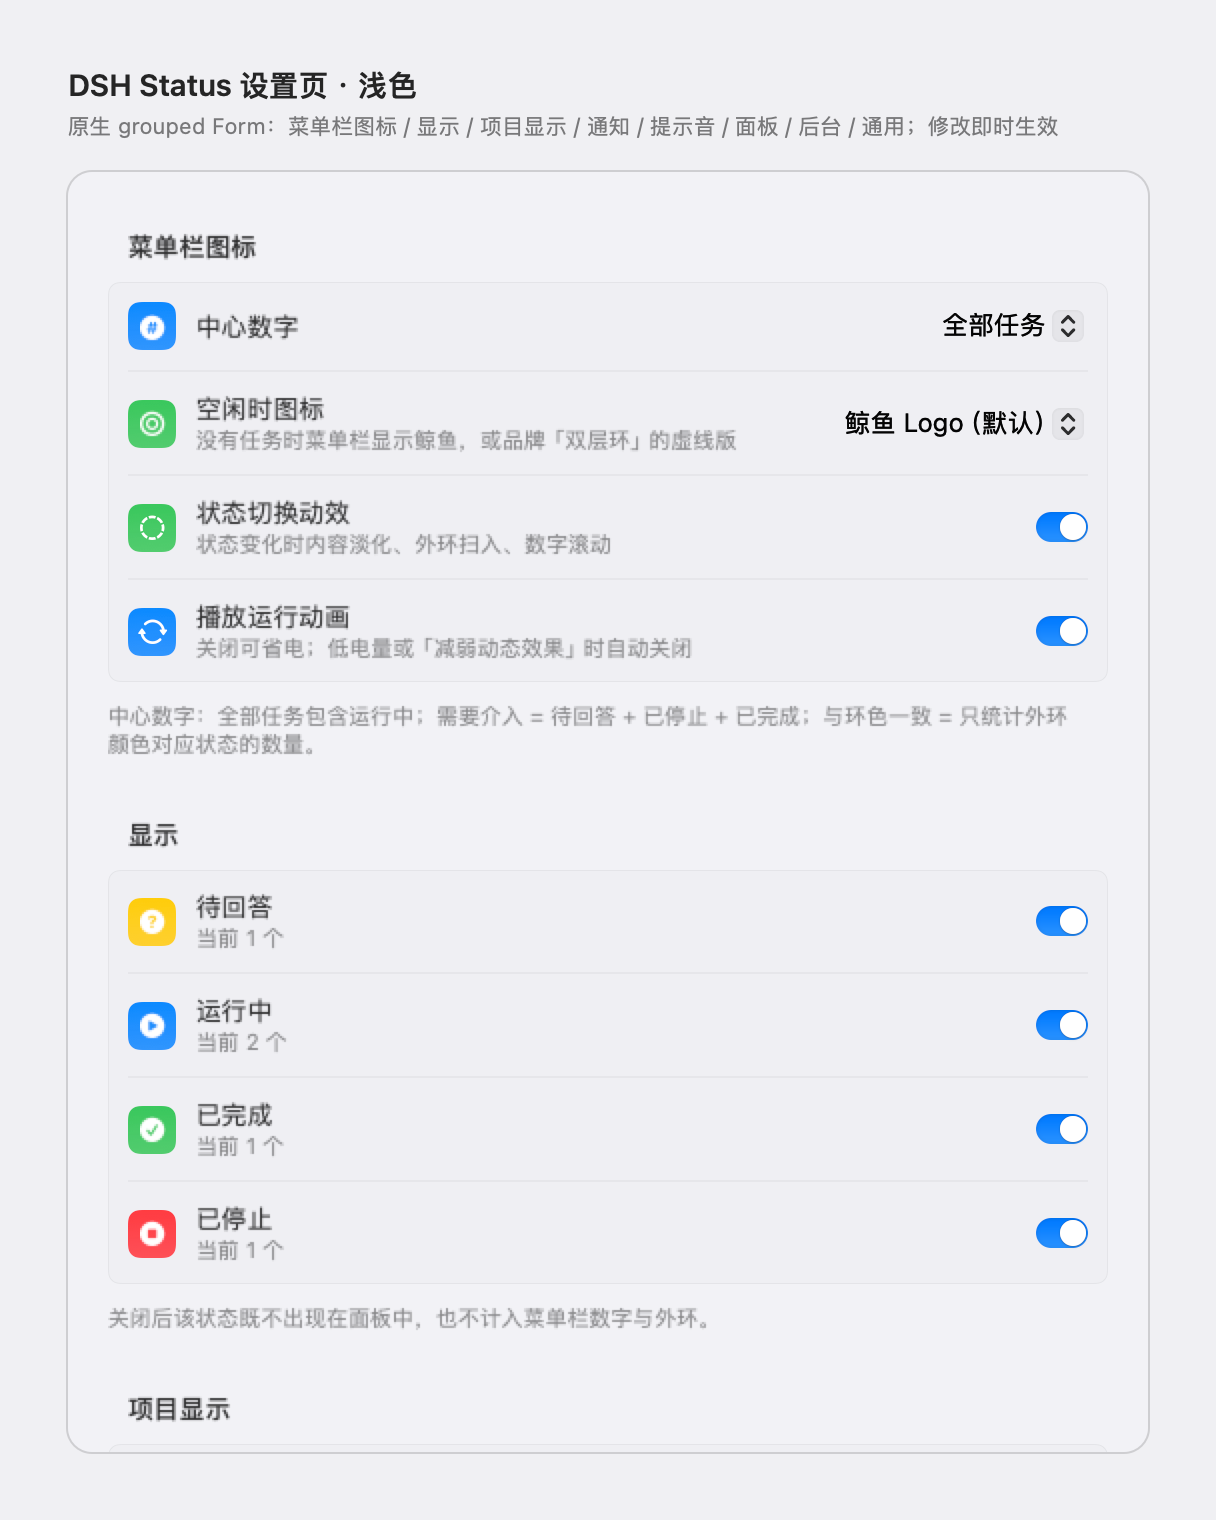 DSH Status 设置页 · 浅色
原生 grouped Form：菜单栏图标 / 显示 / 项目显示 / 通知 / 提示音 / 面板 / 后台 / 通用；修改即时生效
菜单栏图标
中心数字
全部任务
空闲时图标
没有任务时菜单栏显示鲸鱼，或品牌「双层环」的虚线版
鲸鱼 Logo (默认)
状态切换动效
状态变化时内容淡化、外环扫入、数字滚动
播放运行动画
关闭可省电；低电量或「减弱动态效果」时自动关闭
中心数字：全部任务包含运行中；需要介入 = 待回答 + 已停止 + 已完成；与环色一致 = 只统计外环
颜色对应状态的数量。
显示
待回答
当前 1 个
运行中
当前 2 个
已完成
当前 1 个
已停止
当前 1 个
关闭后该状态既不出现在面板中，也不计入菜单栏数字与外环。
项目显示